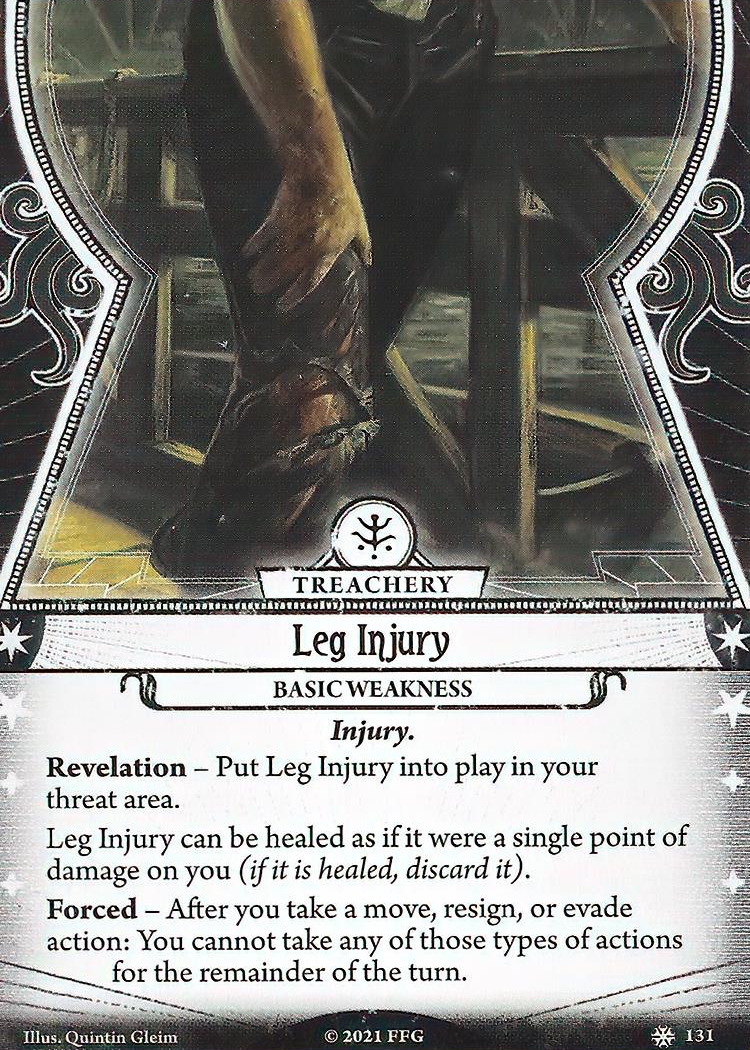 TREACHERY
Leg Injury
BASIC WEAKNESS
Injury.
Revelation – Put Leg Injury into play in your
threat area.
Leg Injury can be healed as if it were a single point of
damage on you (if it is healed, discard it).
Forced – After you take a move, resign, or evade
action: You cannot take any of those types of actions
for the remainder of the turn.
Illus. Quintin Gleim
© 2021 FFG
131